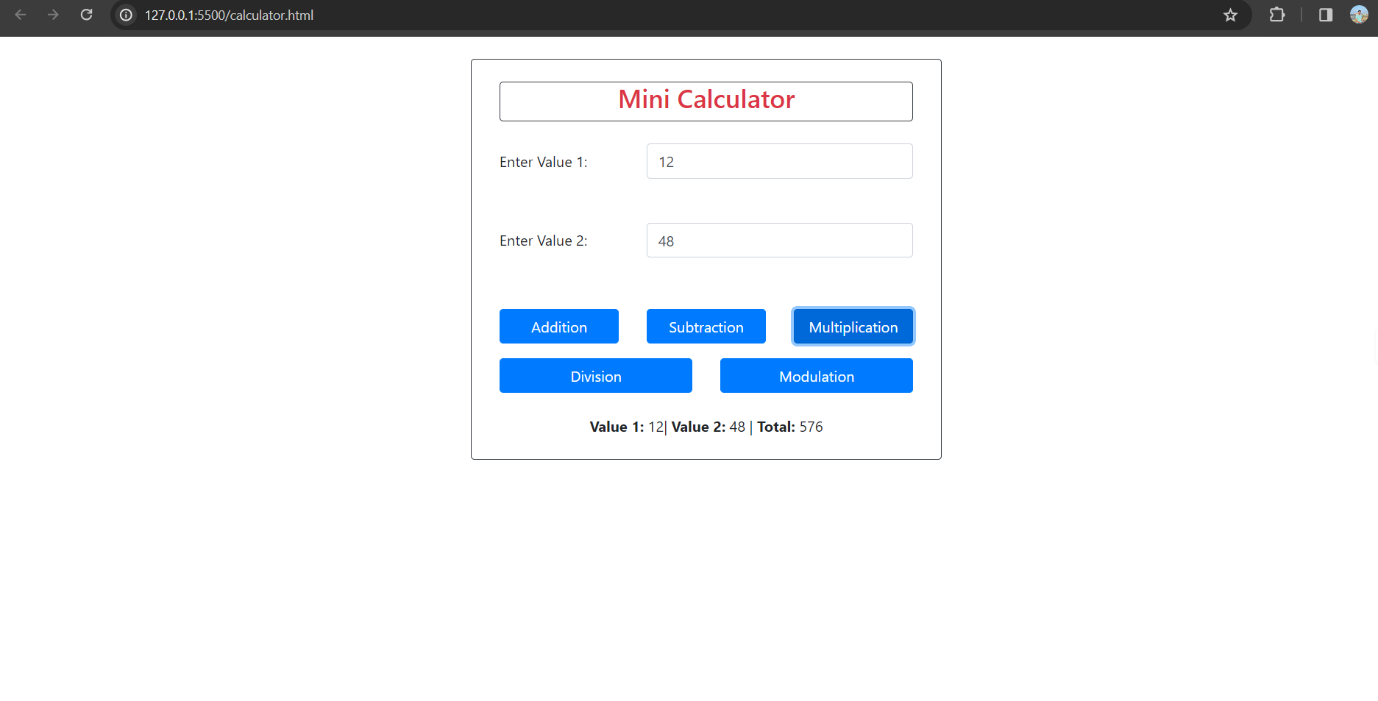 127.0.0.1:5500/calculator.html
Mini Calculator
Enter Value 1: 12
Enter Value 2: 48
Addition Subtraction Multiplication
Division Modulation
Value 1: 12| Value 2: 48 | Total: 576